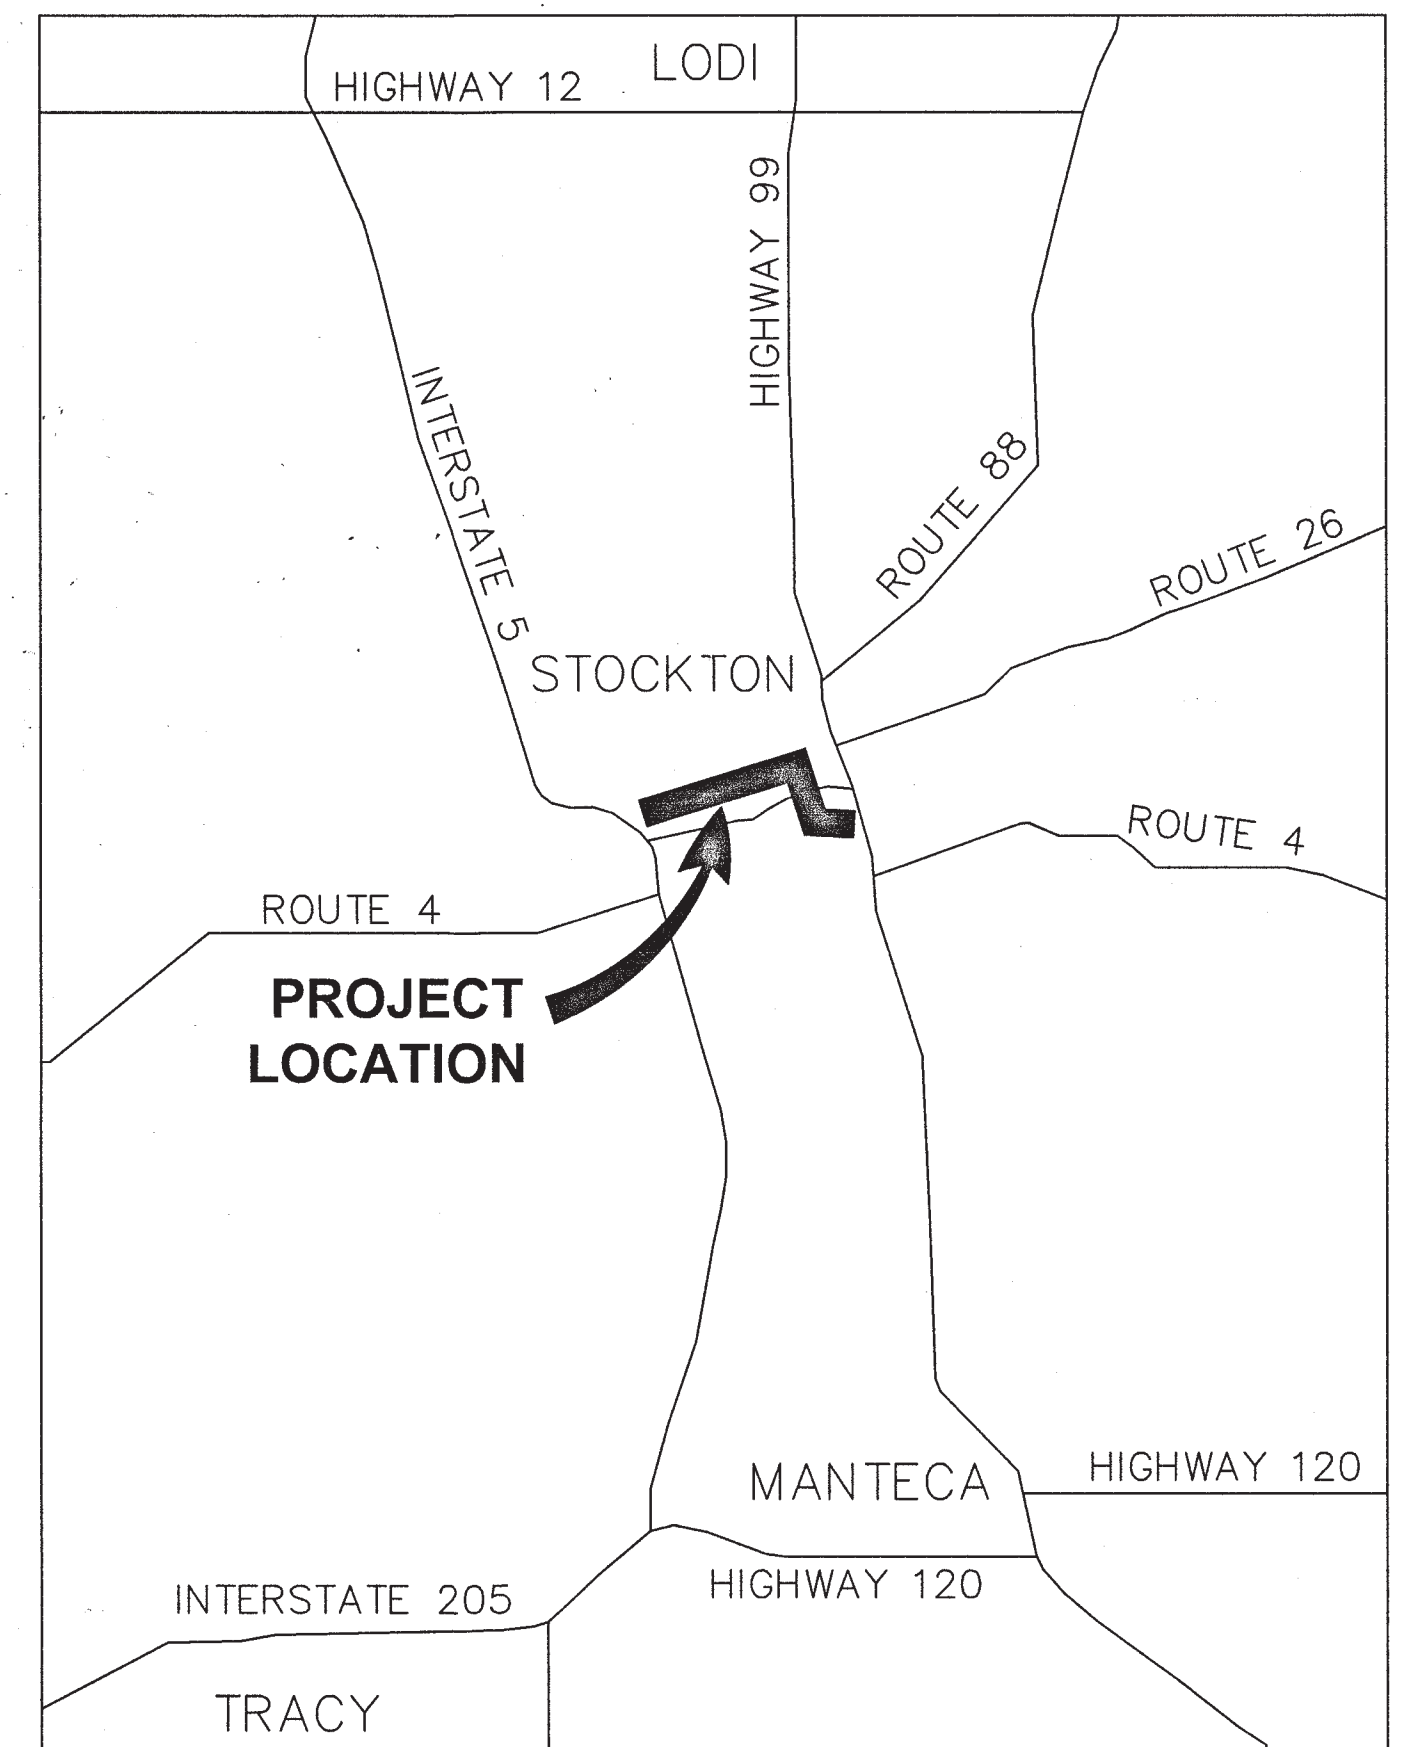 LODI
HIGHWAY 12
HIGHWAY 99
INTERSTATE 5
ROUTE 88
ROUTE 26
STOCKTON
ROUTE 4
ROUTE 4
PROJECT
LOCATION
MANTECA
HIGHWAY 120
HIGHWAY 120
INTERSTATE 205
TRACY